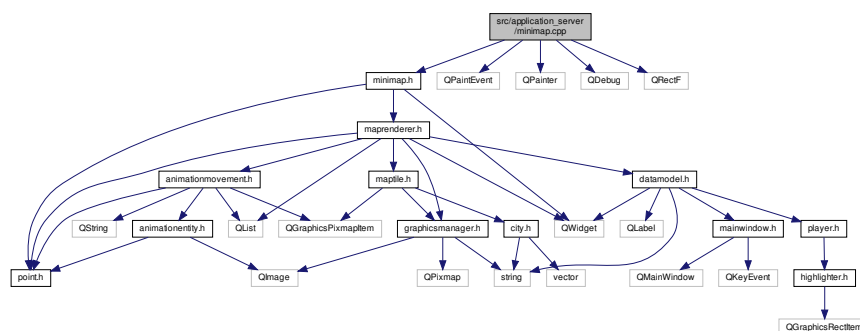 src/application_server
/minimap.cpp
minimap.h
QPaintEvent
QPainter
QDebug
QRectF
maprenderer.h
animationmovement.h
maptile.h
datamodel.h
QString
animationentity.h
QList
QGraphicsPixmapItem
graphicsmanager.h
city.h
QWidget
QLabel
mainwindow.h
player.h
point.h
QImage
QPixmap
string
vector
QMainWindow
QKeyEvent
highlighter.h
QGraphicsRectItem